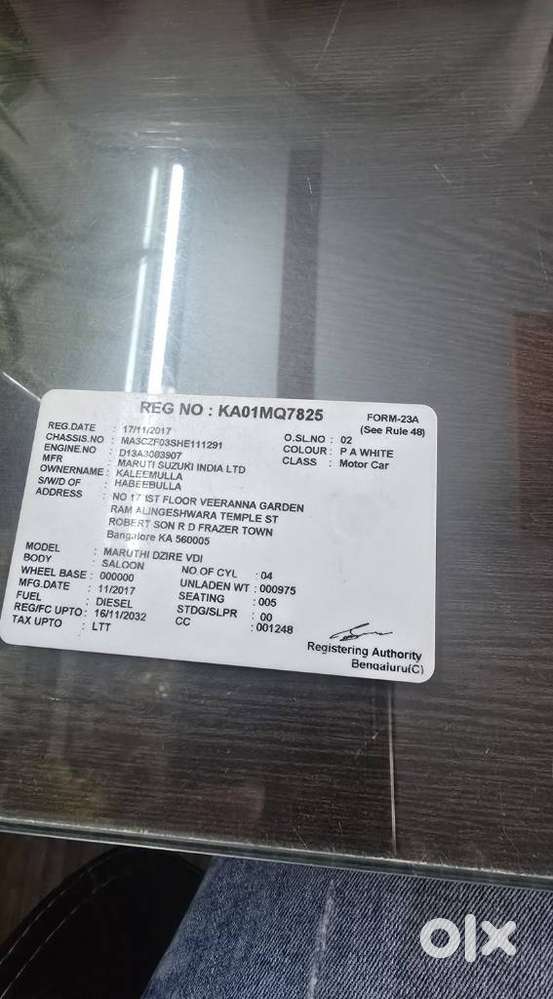 REG NO : KA01MQ7825
FORM-23A
(See Rule 48)
REG.DATE : 17/11/2017
O.SL.NO : 02
CHASSIS.NO : MA3CZF03SHE111291
COLOUR : P A WHITE
ENGINE.NO : D13A3083907
CLASS : Motor Car
MFR : MARUTI SUZUKI INDIA LTD
OWNERNAME : KALEEMULLA
S/W/D OF : HABEEBULLA
ADDRESS : NO 17 IST FLOOR VEERANNA GARDEN
RAM ALINGESHWARA TEMPLE ST
ROBERT SON R D FRAZER TOWN
Bangalore KA 560005
MODEL : MARUTHI DZIRE VDI
BODY : SALOON
NO.OF CYL : 04
WHEEL BASE : 000000
UNLADEN WT : 000975
MFG.DATE : 11/2017
SEATING : 005
FUEL : DIESEL
STDG/SLPR : 00
REG/FC UPTO : 16/11/2032
CC : 001248
TAX UPTO : LTT
Registering Authority
Bengaluru(C)
olx